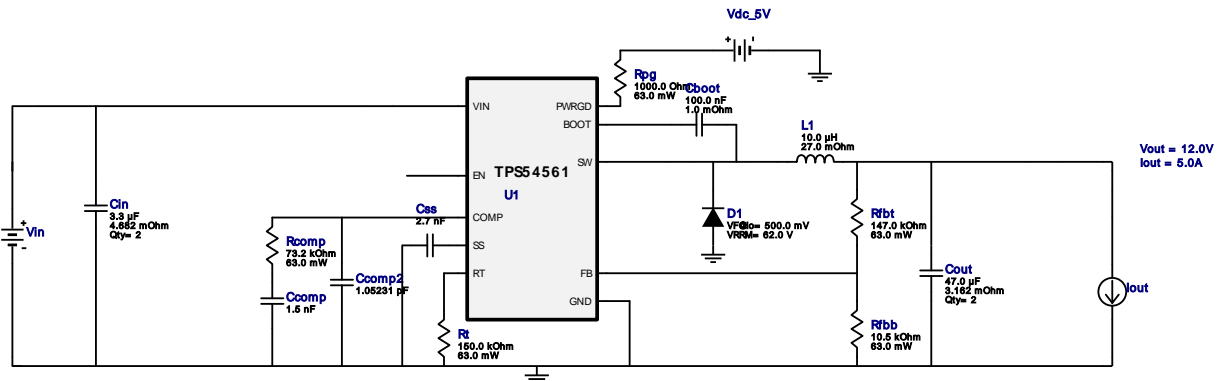 Vdc_5V
+
-
Rpg
1000.0 Ohm
63.0 mW
Cboot
100.0 nF
1.0 mOhm
VIN
PWRGD
BOOT
L1
10.0 µH
27.0 mOhm
Vout = 12.0V
Iout = 5.0A
SW
EN
TPS54561
U1
Cin
3.3 µF
4.682 mOhm
Qty= 2
Css
2.7 nF
COMP
D1
= 500.0 mV
VRRM= 62.0 V
Rfbt
147.0 kOhm
63.0 mW
+
Vin
-
Rcomp
73.2 kOhm
63.0 mW
SS
Ccomp2
1.05231 pF
RT
FB
Cout
47.0 µF
3.162 mOhm
Qty= 2
Iout
Ccomp
1.5 nF
GND
Rt
150.0 kOhm
63.0 mW
Rfbb
10.5 kOhm
63.0 mW